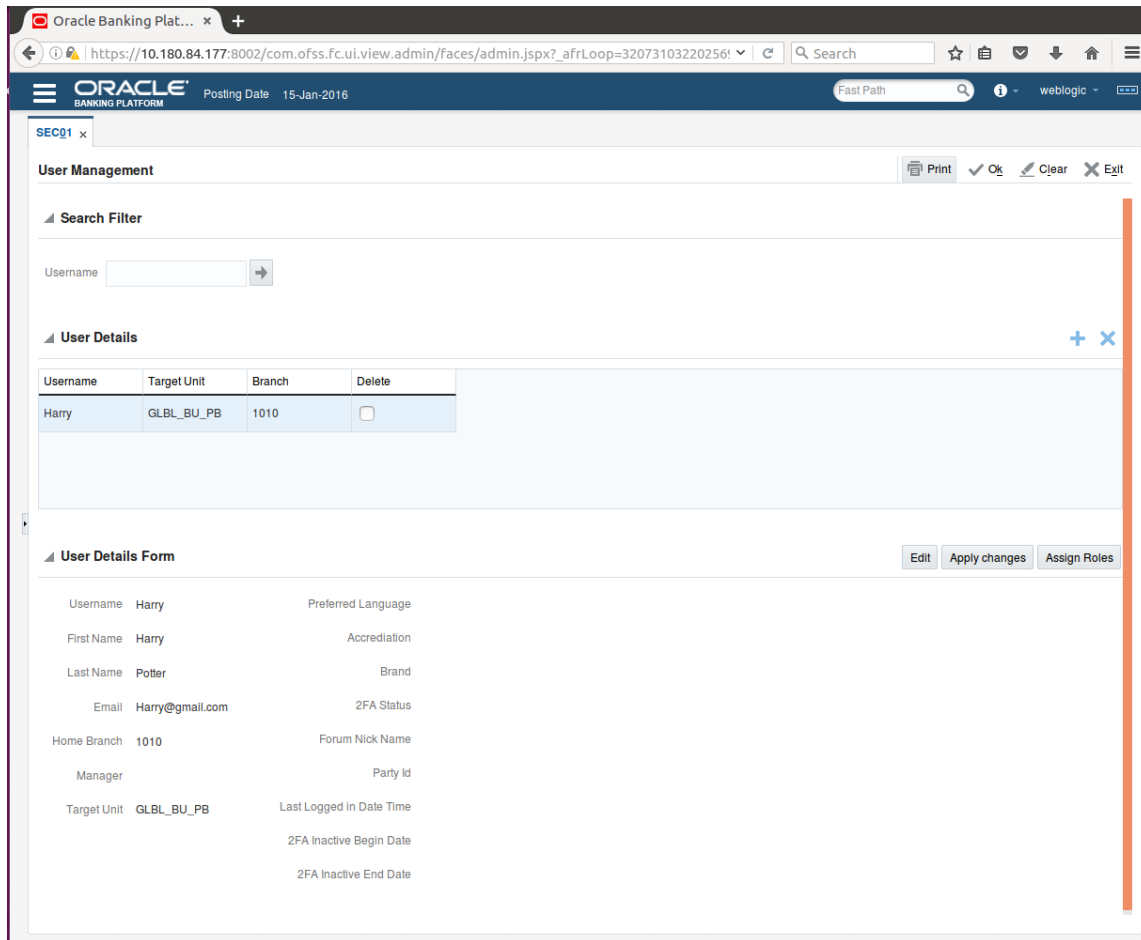 Oracle Banking Plat... × +
https://10.180.84.177:8002/com.ofss.fc.ui.view.admin/faces/admin.jspx?_afrLoop=32073103220256 Search
ORACLE Posting Date 15-Jan-2016 Fast Path weblogic
BANKING PLATFORM
SEC01 ×
User Management Print Ok Clear Exit
Search Filter
Username
User Details
Username Target Unit Branch Delete
Harry GLBL_BU_PB 1010
User Details Form Edit Apply changes Assign Roles
Username Harry Preferred Language
First Name Harry Accrediation
Last Name Potter Brand
Email Harry@gmail.com 2FA Status
Home Branch 1010 Forum Nick Name
Manager Party Id
Target Unit GLBL_BU_PB Last Logged in Date Time
2FA Inactive Begin Date
2FA Inactive End Date